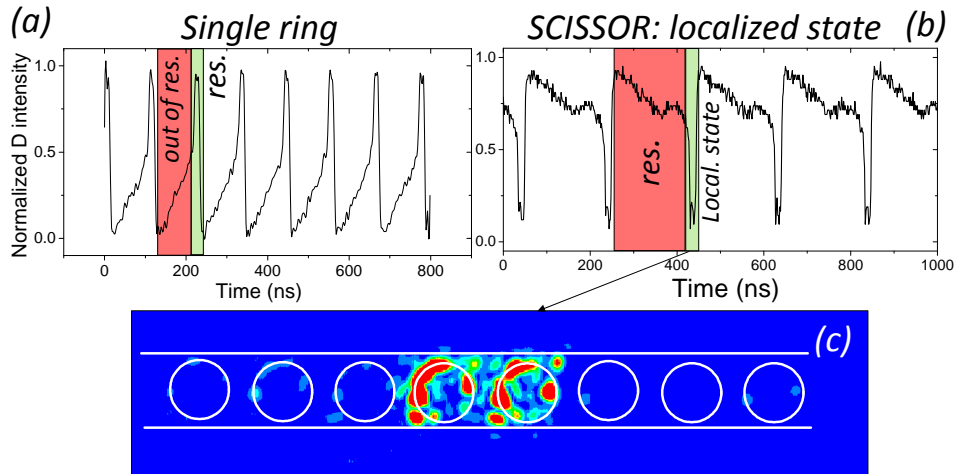 (a)
Single ring
SCISSOR: localized state
(b)
Normalized D intensity
1.0
0.5
0.0
out of res.
res.
0
200
400
600
800
Time (ns)
1.0
0.5
0.0
res.
Local. state
0
200
400
600
800
1000
Time (ns)
(c)